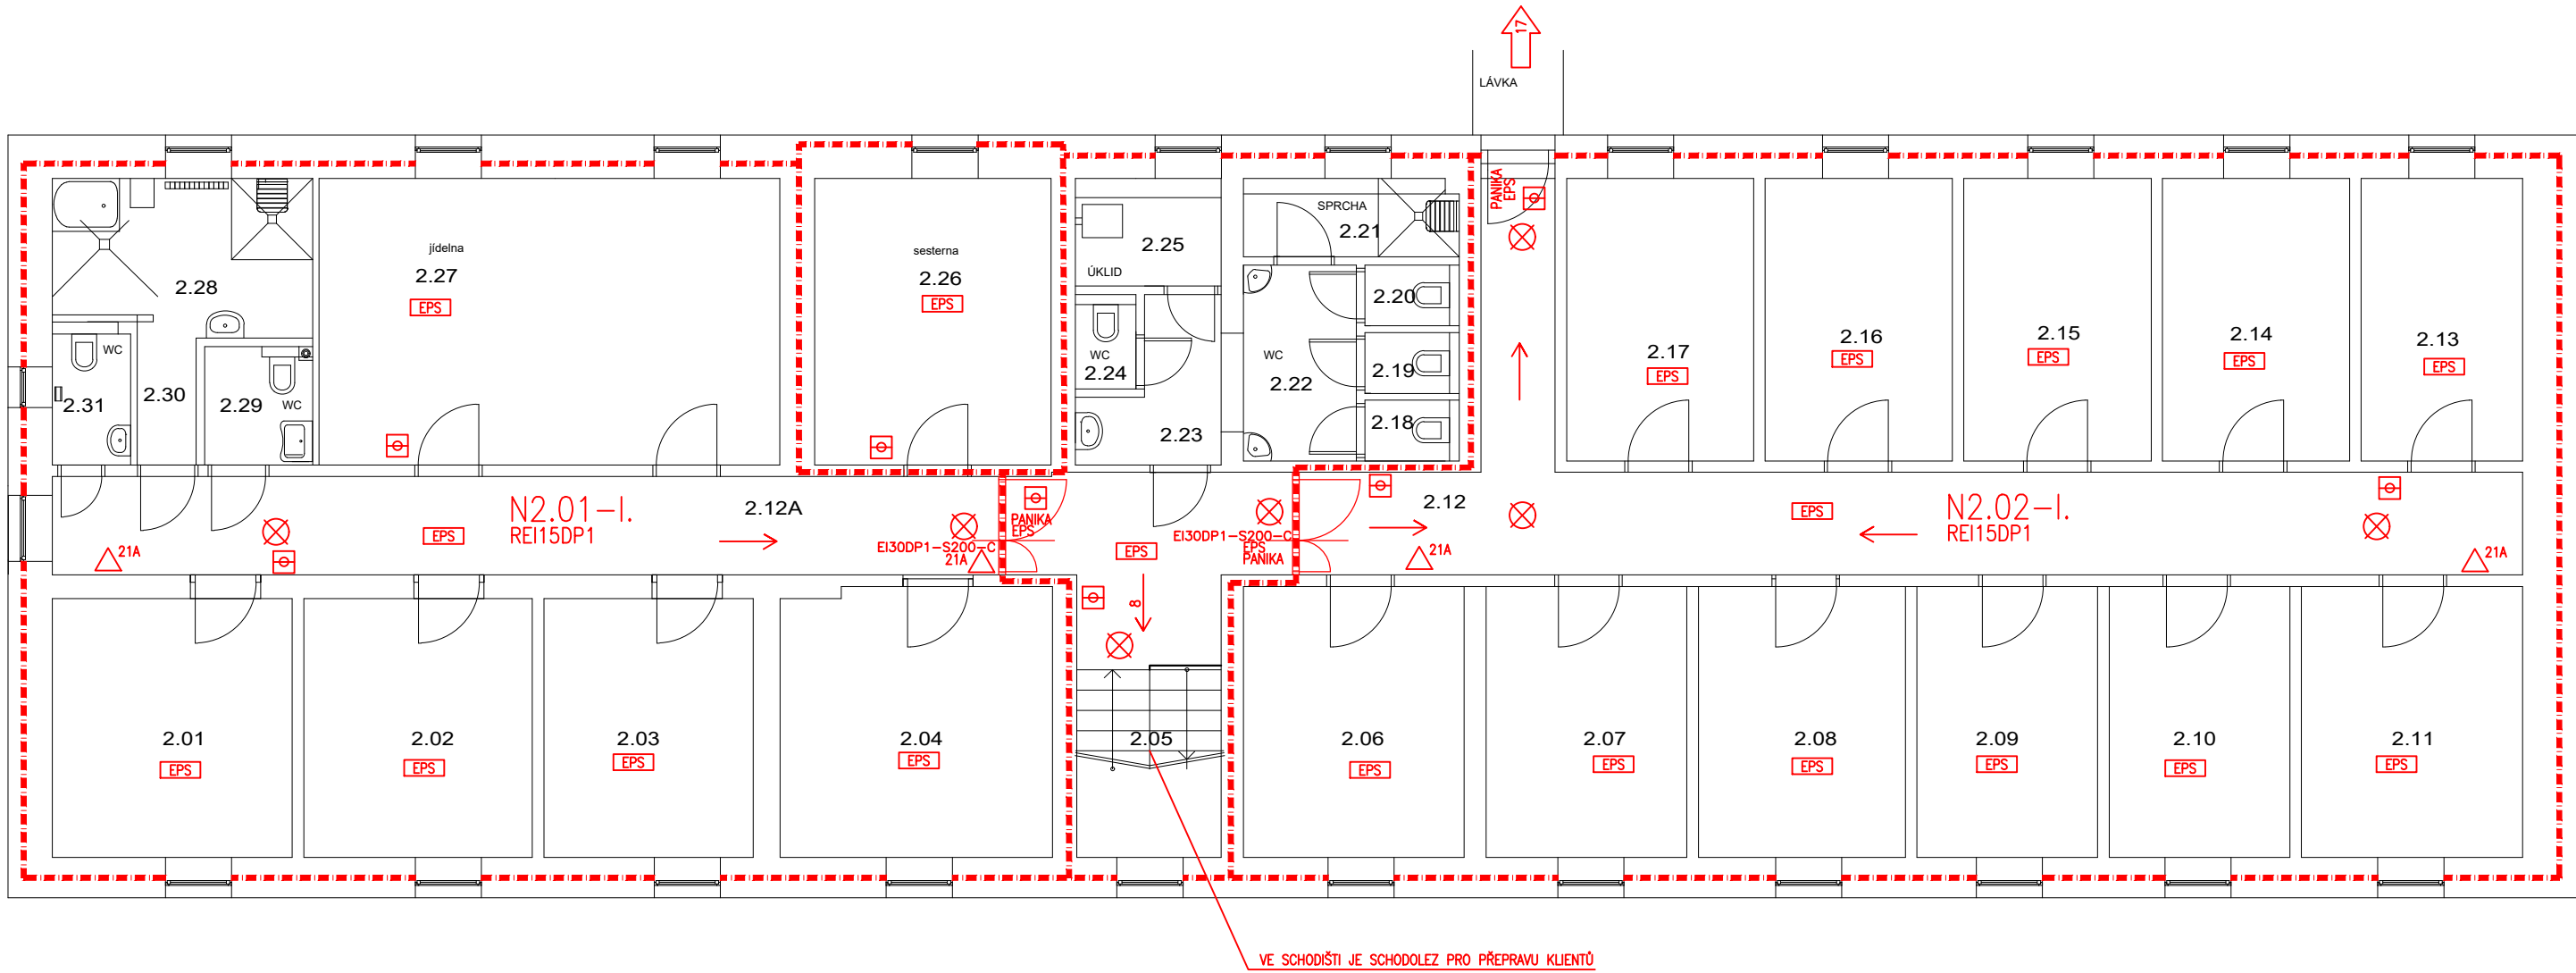 17
LÁVKA
PANIKA
EPS
jídelna
2.27
EPS
sesterna
2.26
EPS
2.25
ÚKLID
SPRCHA
2.21
2.28
2.20
WC
2.31
2.30
2.29
WC
WC
2.24
WC
2.22
2.19
2.18
2.23
2.17
EPS
2.16
EPS
2.15
EPS
2.14
EPS
2.13
EPS
21A
EPS
N2.01-I.
REI15DP1
2.12A
PANIKA
EPS
EI30DP1-S200-C
21A
EPS
EI30DP1-S200-C
EPS
PANIKA
2.12
21A
EPS
N2.02-I.
REI15DP1
21A
8
2.01
EPS
2.02
EPS
2.03
EPS
2.04
EPS
2.05
2.06
EPS
2.07
EPS
2.08
EPS
2.09
EPS
2.10
EPS
2.11
EPS
VE SCHODIŠTI JE SCHODOLEZ PRO PŘEPRAVU KLIENTŮ